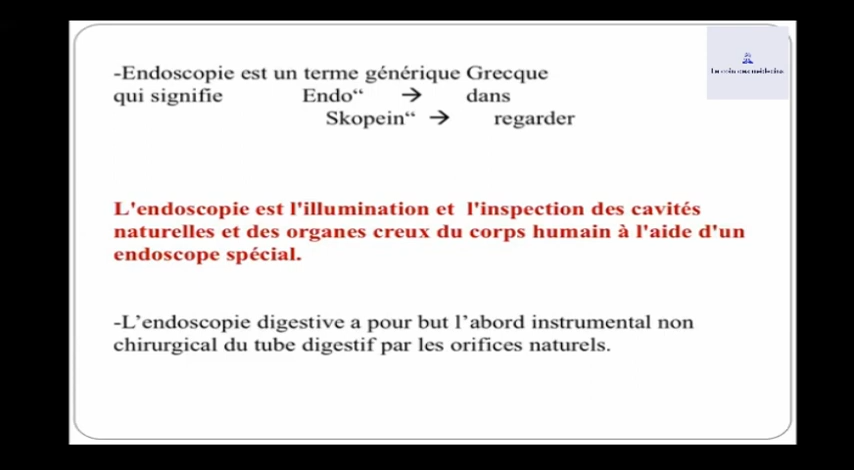 -Endoscopie est un terme générique Grecque
qui signifie Endo“ → dans
Skopein“ → regarder
L'endoscopie est l'illumination et l'inspection des cavités
naturelles et des organes creux du corps humain à l'aide d'un
endoscope spécial.
-L’endoscopie digestive a pour but l’abord instrumental non
chirurgical du tube digestif par les orifices naturels.